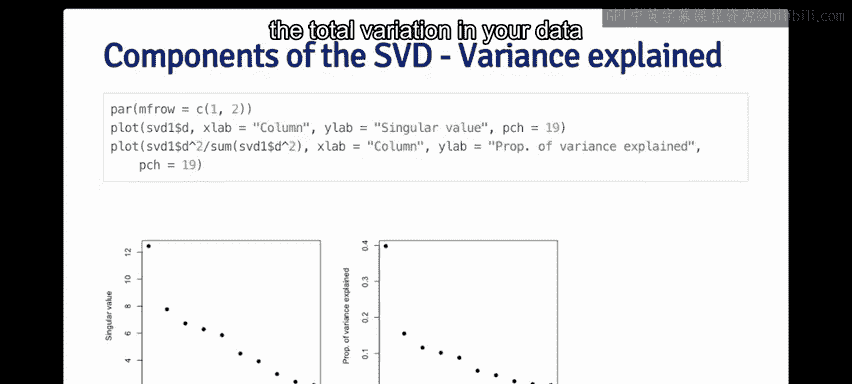 the total variation in your data
Components of the SVD - Variance explained
par(mfrow = c(1, 2))
plot(svd1$d, xlab = "Column", ylab = "Singular value", pch = 19)
plot(svd1$d^2/sum(svd1$d^2), xlab = "Column", ylab = "Prop. of variance explained",
pch = 19)
Singular value
4
6
8
10
12
Prop. of variance explained
0.1
0.2
0.3
0.4